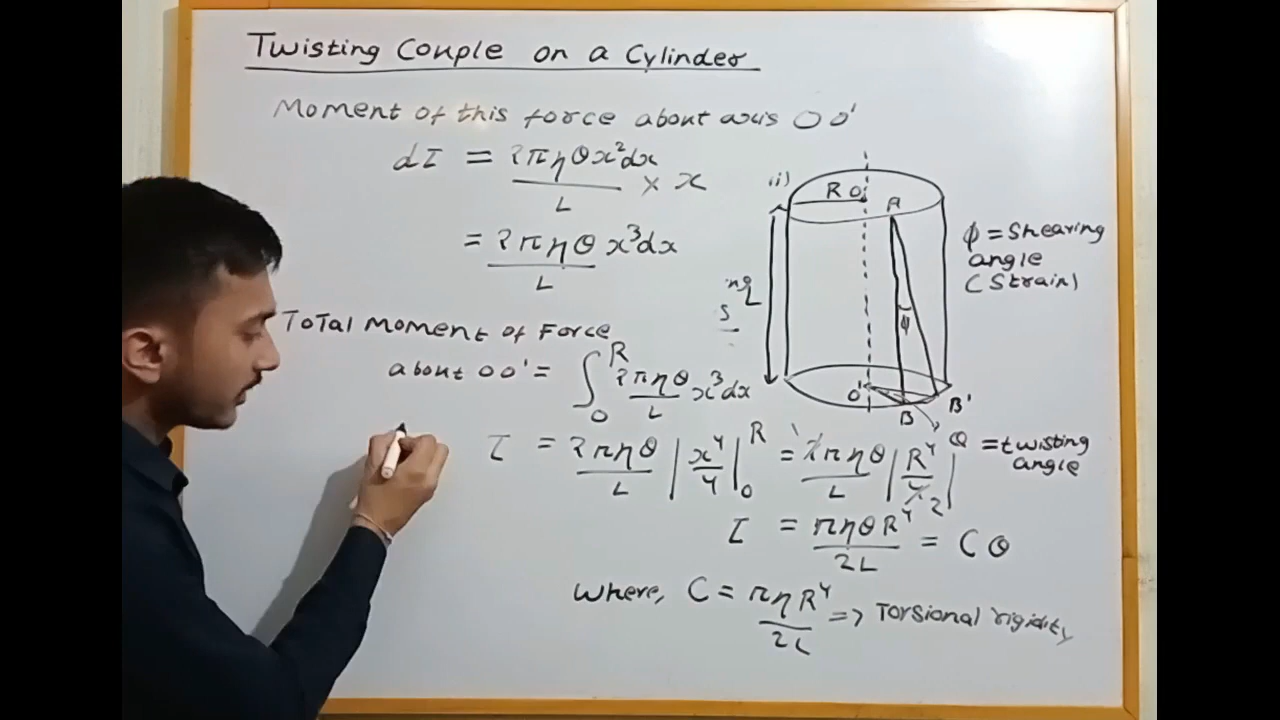 Twisting Couple on a Cylinder
Moment of this force about axis OO'
dτ = 2πηθx²dx / L × x
= 2πηθ / L x³dx
Total Moment of Force
about OO' = ∫₀ᴿ 2πηθ / L x³dx
τ = 2πηθ / L | x⁴/4 |₀ᴿ = 2πηθ / L | R⁴/4 | 1 2
τ = πηθR⁴ / 2L = Cθ
Where, C = πηR⁴ / 2L => Torsional rigidity
(i)
R O A
L
S
φ
O' B B'
φ = Shearing
angle
(Strain)
θ = twisting
angle